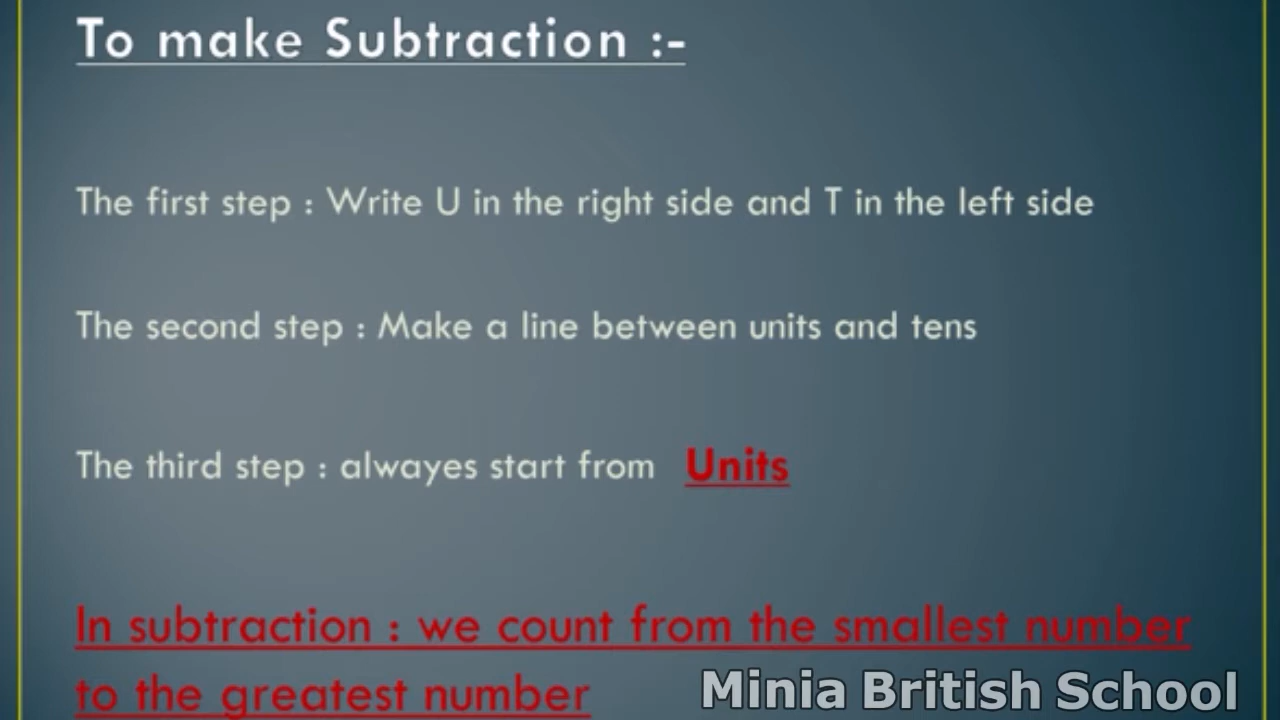 To make Subtraction :-
The first step : Write U in the right side and T in the left side
The second step : Make a line between units and tens
The third step : alwayes start from Units
In subtraction : we count from the smallest number
to the greatest number
Minia British School